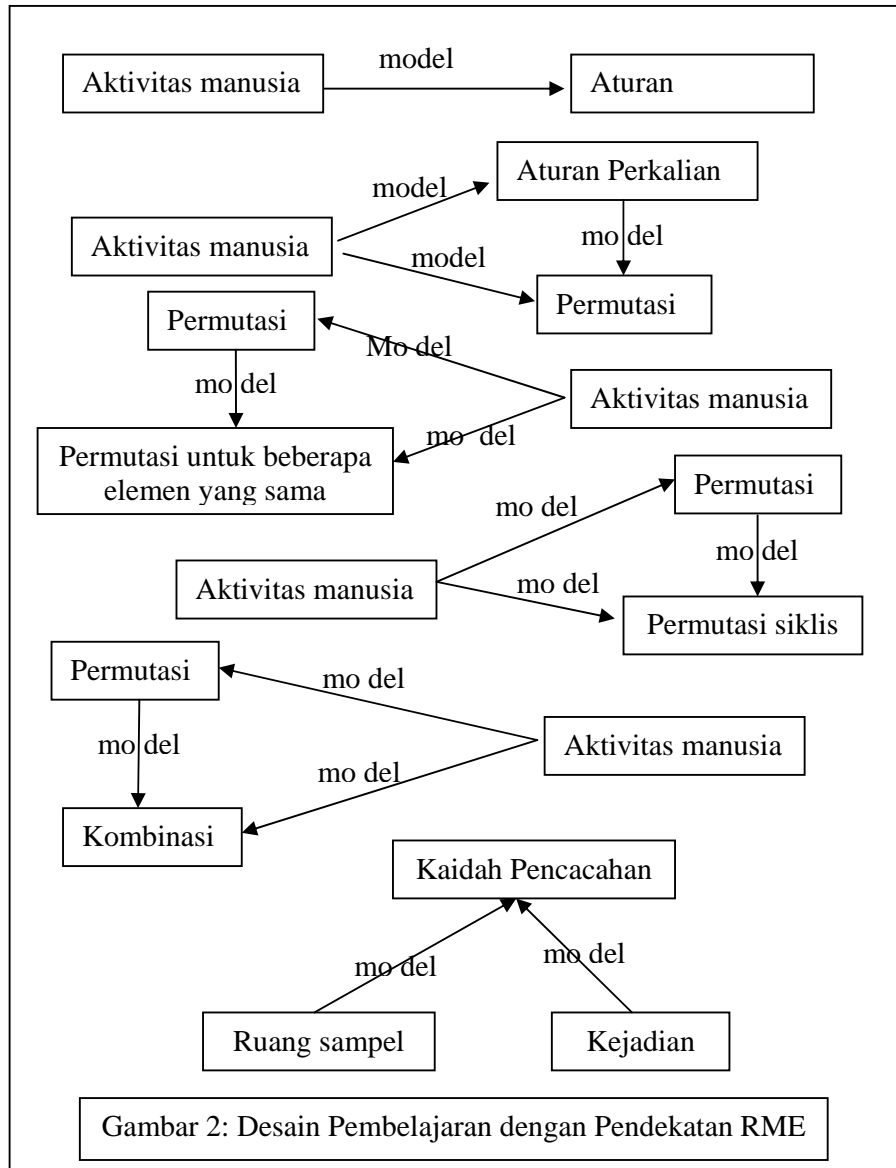 model
Aktivitas manusia
Aturan
Aturan Perkalian
model
Aktivitas manusia
mo del
model
Permutasi
Permutasi
Mo del
mo del
Aktivitas manusia
mo del
Permutasi untuk beberapa
elemen yang sama
Permutasi
mo del
mo del
Aktivitas manusia
mo del
Permutasi siklis
Permutasi
mo del
mo del
Aktivitas manusia
mo del
Kombinasi
Kaidah Pencacahan
mo del
mo del
Ruang sampel
Kejadian
Gambar 2: Desain Pembelajaran dengan Pendekatan RME